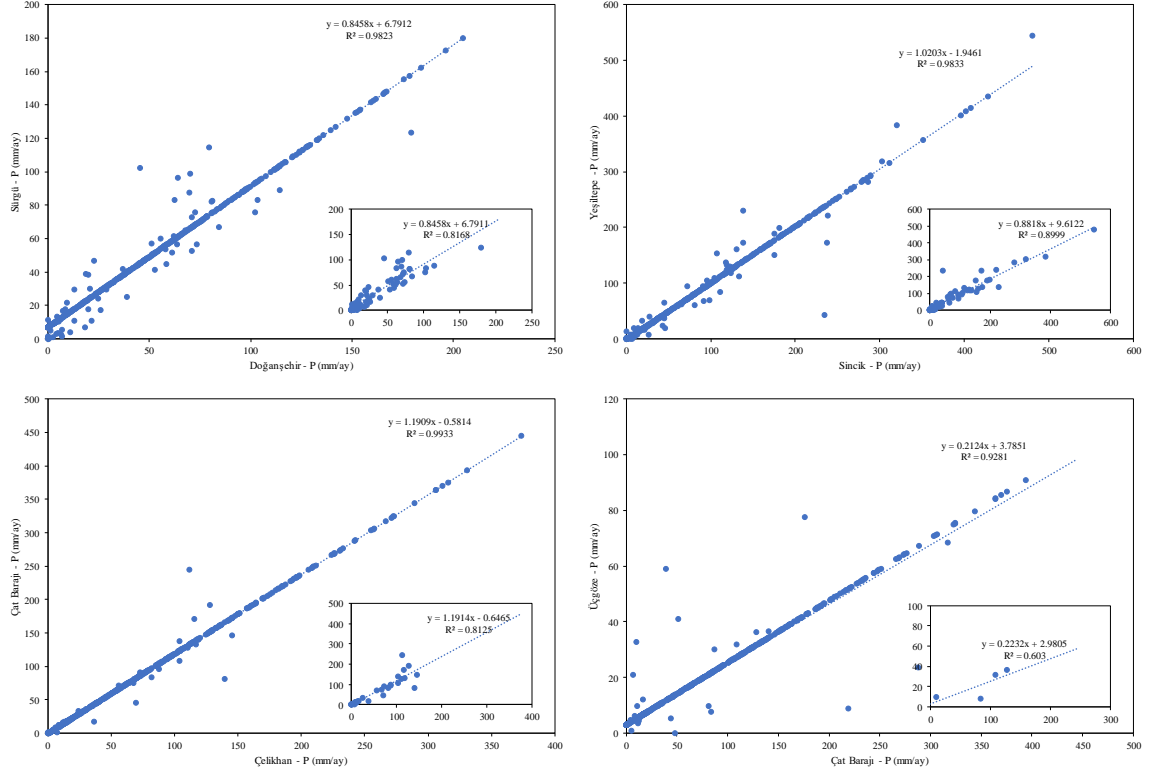 y = 0.8458x + 6.7912
R² = 0.9823
Sürgü - P (mm/ay)
200
180
160
140
120
100
80
60
40
20
0
0 50 100 150 200 250
Doğanşehir - P (mm/ay)
y = 0.8458x + 6.7911
R² = 0.8168
200
150
100
50
0
0 50 100 150 200 250
y = 1.0203x - 1.9461
R² = 0.9833
Yeşiltepe - P (mm/ay)
600
500
400
300
200
100
0
0 100 200 300 400 500 600
Sincik - P (mm/ay)
y = 0.8818x + 9.6122
R² = 0.8999
600
500
400
300
200
100
0
0 200 400 600
y = 1.1909x - 0.5814
R² = 0.9933
Çat Barajı - P (mm/ay)
500
450
400
350
300
250
200
150
100
50
0
0 50 100 150 200 250 300 350 400
Çelikhan - P (mm/ay)
y = 1.1914x - 0.6465
R² = 0.8125
500
400
300
200
100
0
0 100 200 300 400
y = 0.2124x + 3.7851
R² = 0.9281
Üçgöze - P (mm/ay)
120
100
80
60
40
20
0
0 50 100 150 200 250 300 350 400 450 500
Çat Barajı - P (mm/ay)
y = 0.2232x + 2.9805
R² = 0.603
100
80
60
40
20
0
0 100 200 300